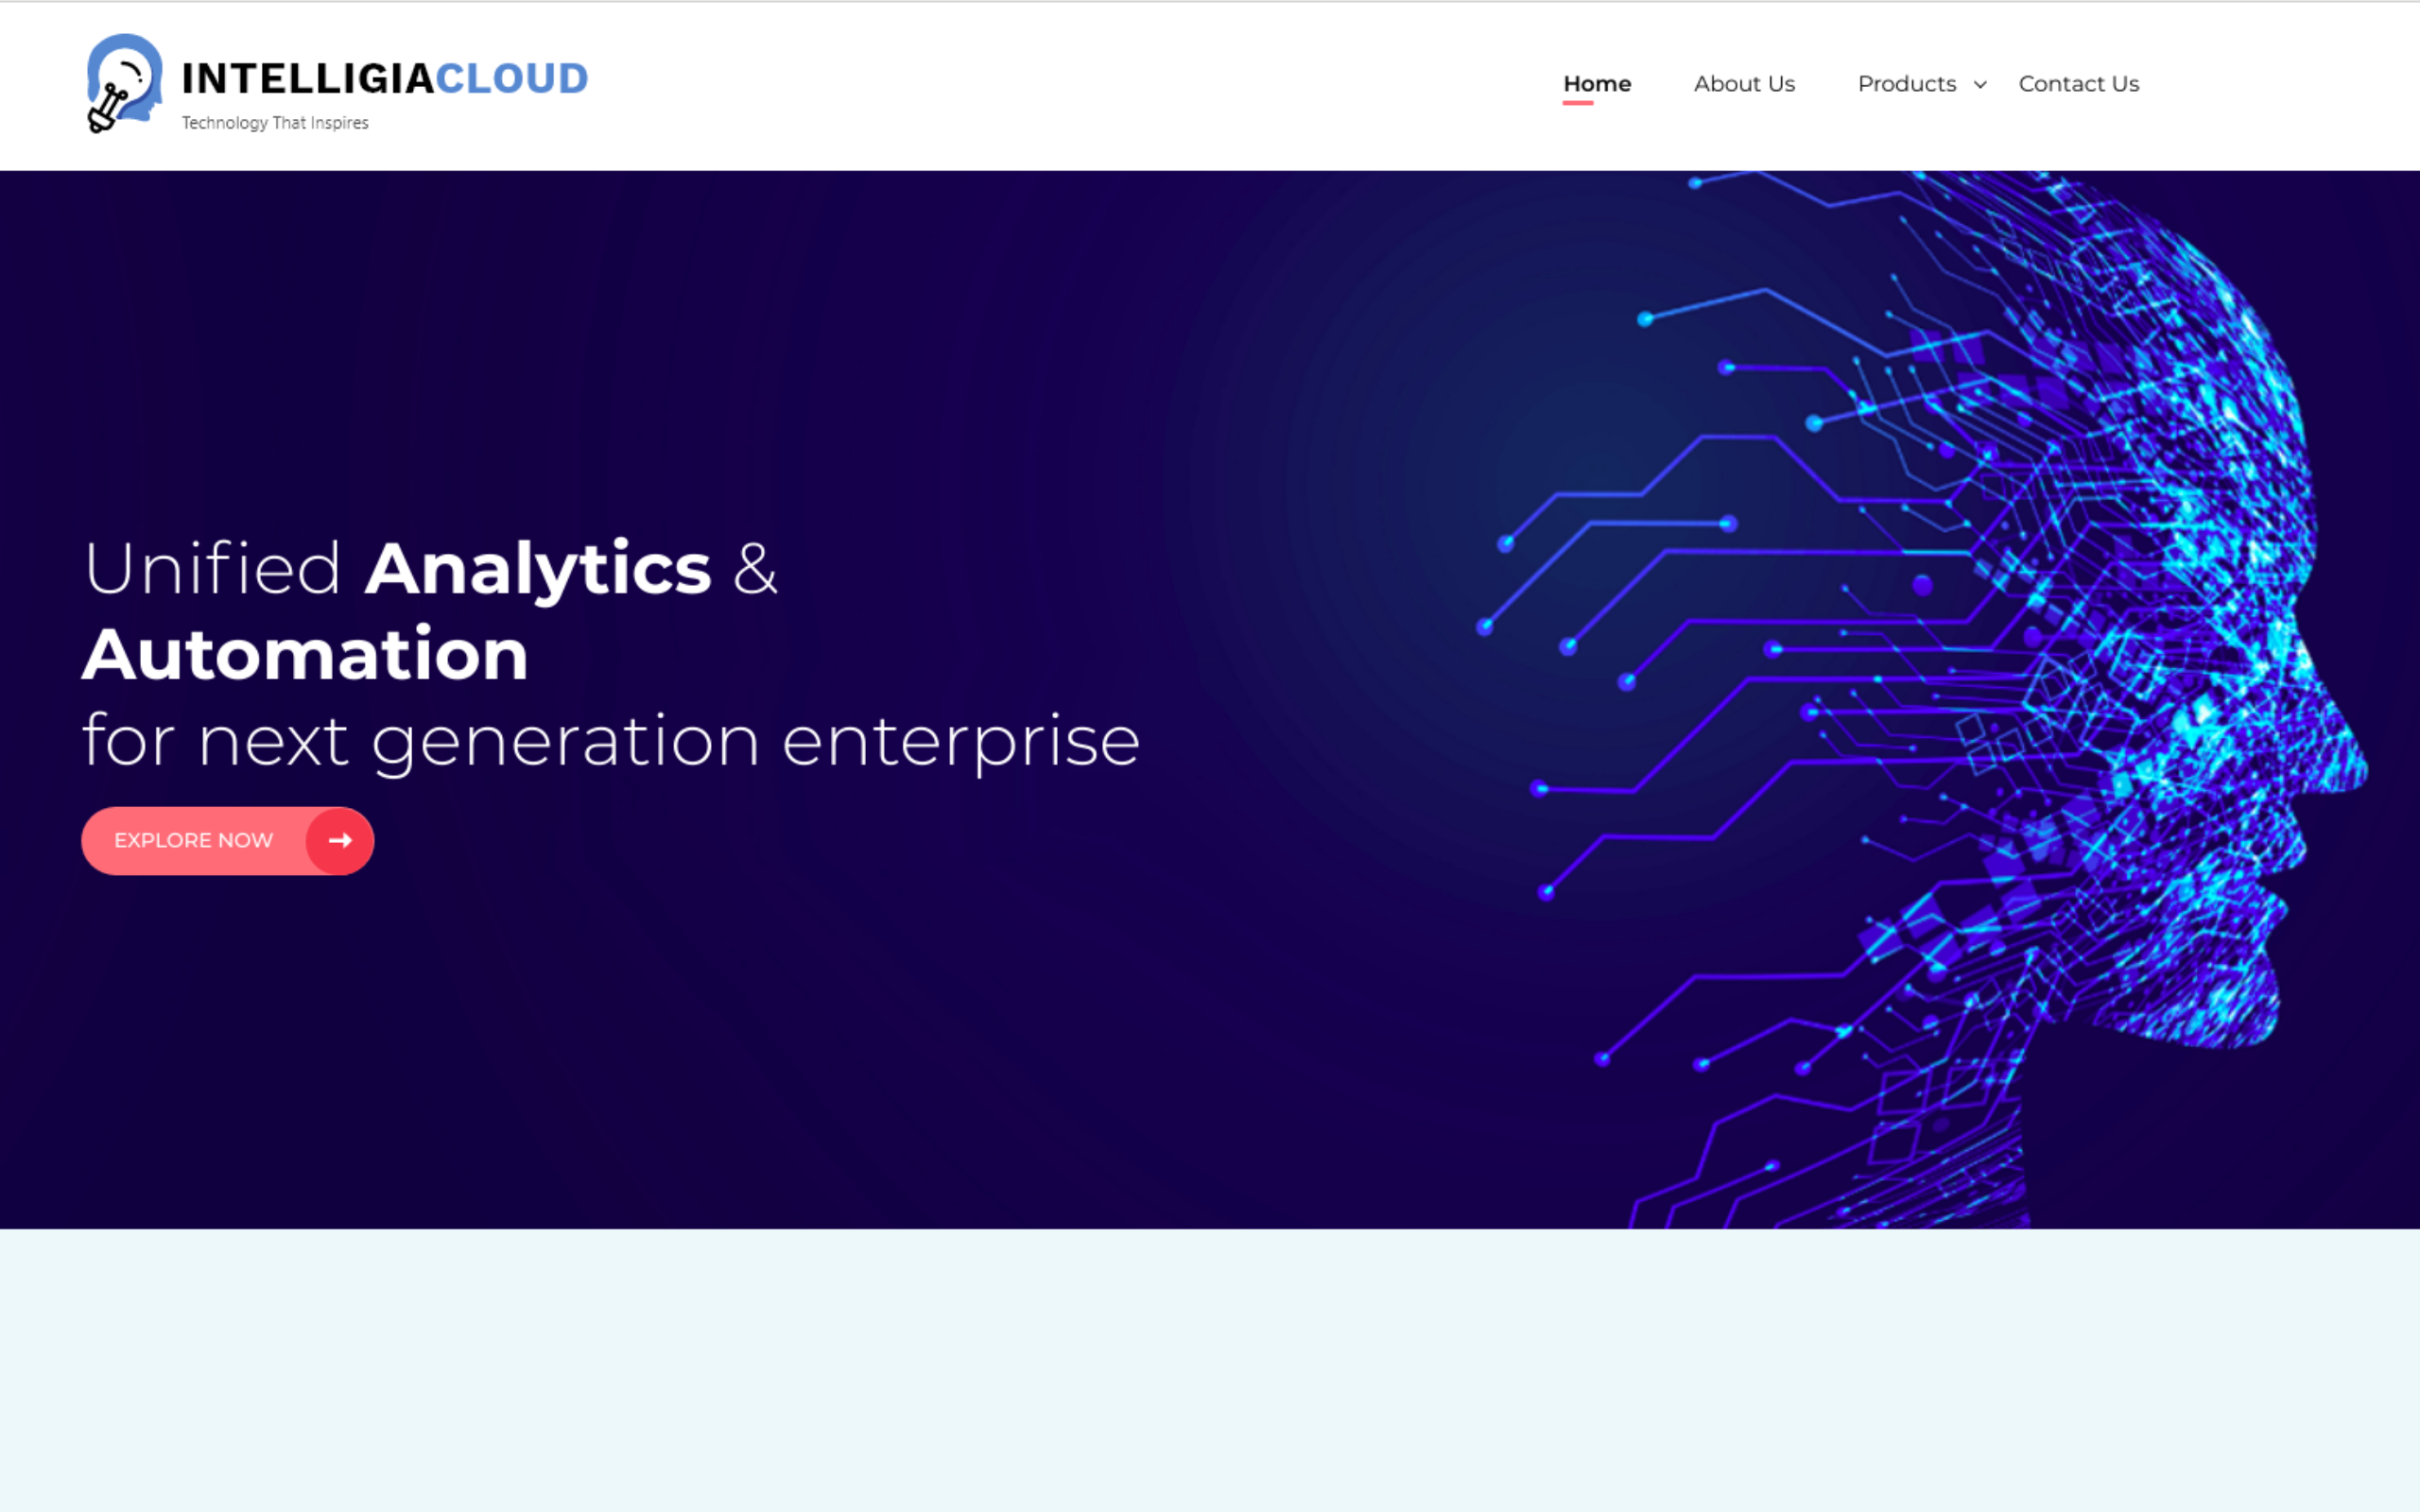 INTELLIGIACLOUD
Technology That Inspires
Home About Us Products Contact Us
Unified Analytics &
Automation
for next generation enterprise
EXPLORE NOW